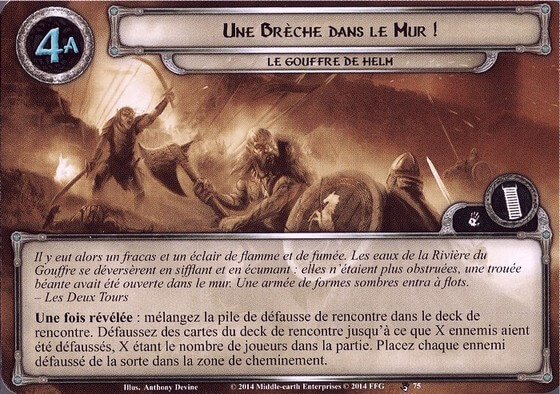 4A
UNE BRÈCHE DANS LE MUR !
LE GOUFFRE DE HELM
Il y eut alors un fracas et un éclair de flamme et de fumée. Les eaux de la Rivière du
Gouffre se déversèrent en sifflant et en écumant : elles n'étaient plus obstruées, une trouée
béante avait été ouverte dans le mur. Une armée de formes sombres entra à flots.
– Les Deux Tours
Une fois révélée : mélangez la pile de défausse de rencontre dans le deck de
rencontre. Défaussez des cartes du deck de rencontre jusqu'à ce que X ennemis aient
été défaussés, X étant le nombre de joueurs dans la partie. Placez chaque ennemi
défaussé de la sorte dans la zone de cheminement.
Illus. Anthony Devine © 2014 Middle-earth Enterprises © 2014 FFG 75